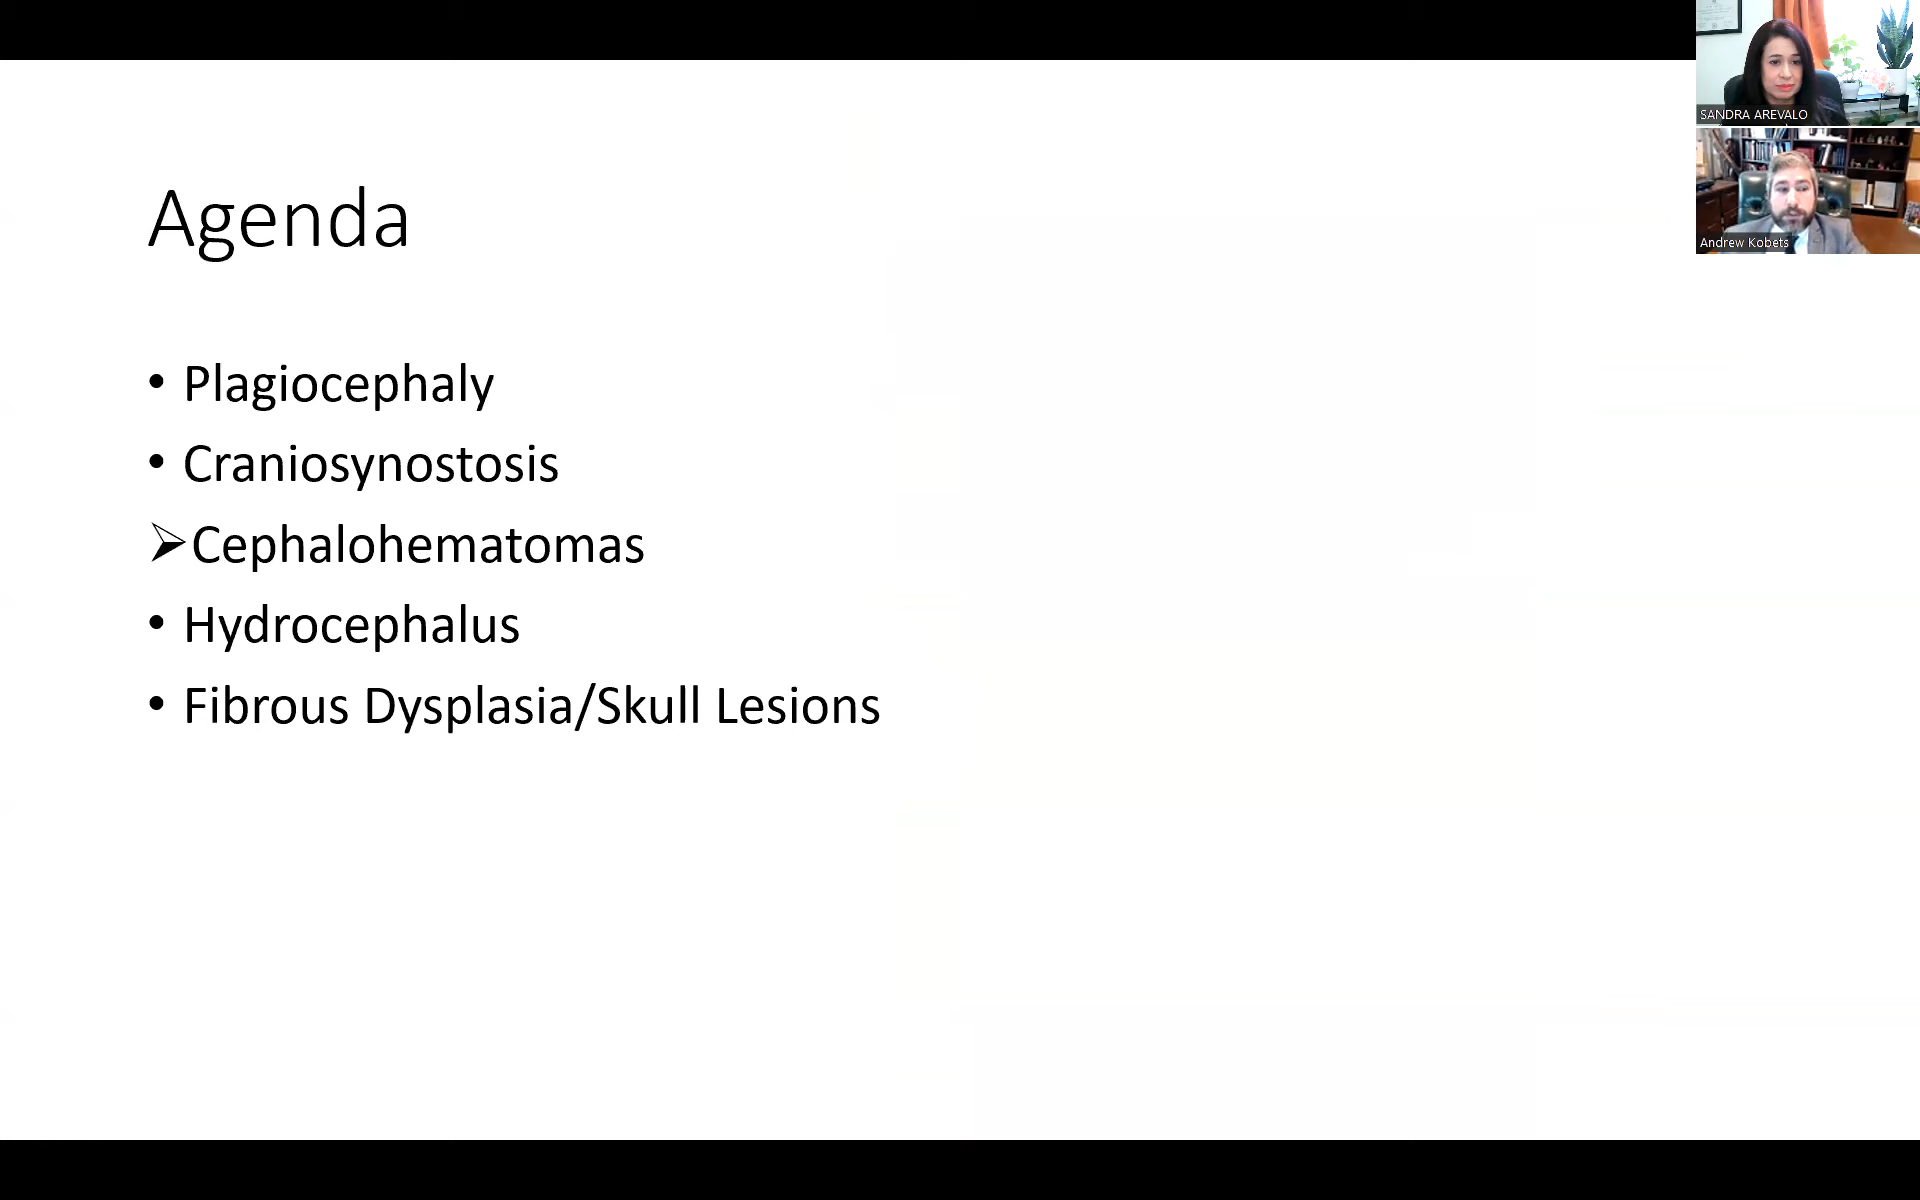 Agenda
• Plagiocephaly
• Craniosynostosis
➢Cephalohematomas
• Hydrocephalus
• Fibrous Dysplasia/Skull Lesions
SANDRA AREVALO
Andrew Kobets